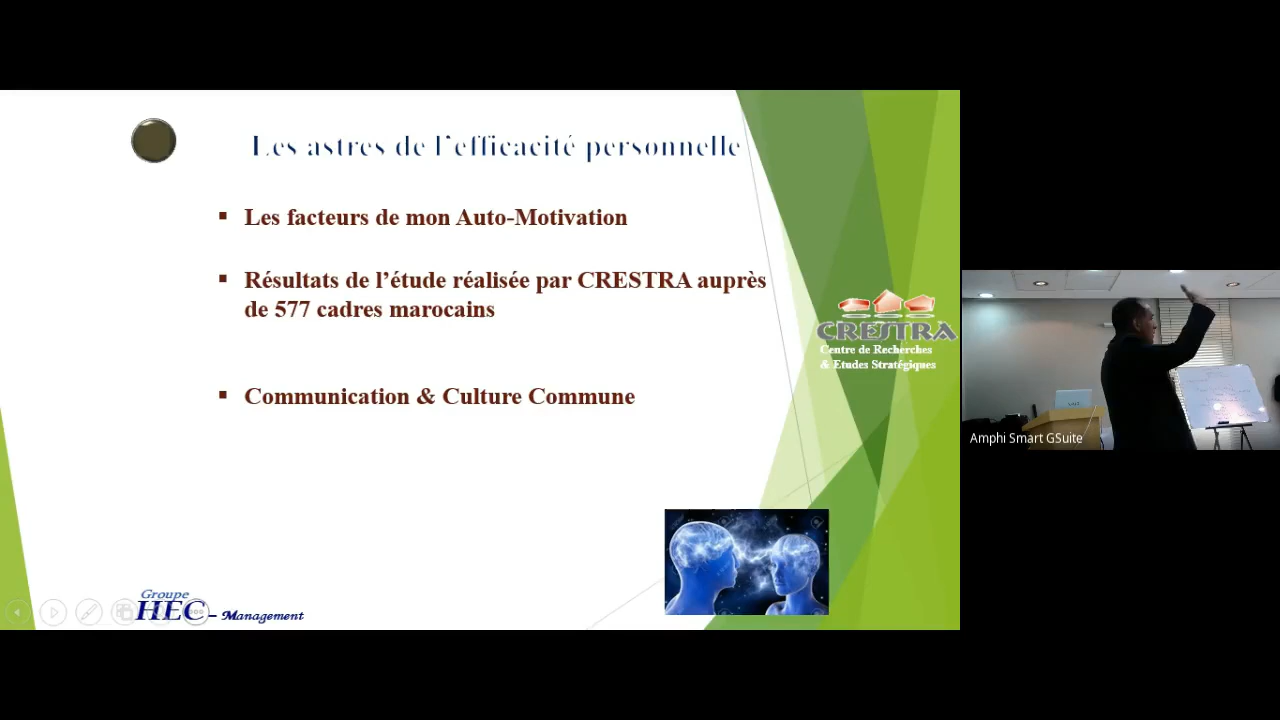 Les astres de l’efficacité personnelle
Les facteurs de mon Auto-Motivation
Résultats de l’étude réalisée par CRESTRA auprès
de 577 cadres marocains
CRESTRA
Centre de Recherches
& Etudes Stratégiques
Communication & Culture Commune
Amphi Smart GSuite
Groupe
HEC - Management